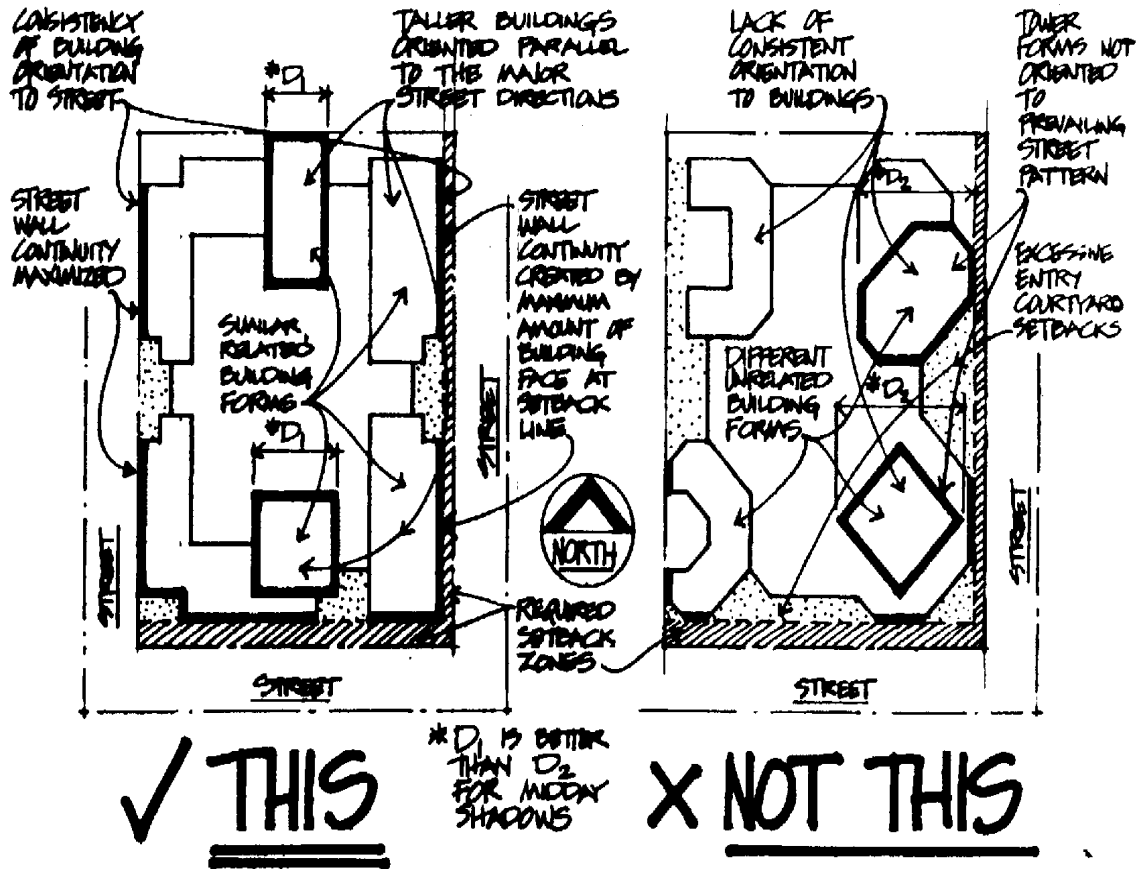 CONSISTENCY
OF BUILDING
ORIENTATION
TO STREET
*D1
TALLER BUILDINGS
ORIENTED PARALLEL
TO THE MAJOR
STREET DIRECTIONS
LACK OF
CONSISTENT
ORIENTATION
TO BUILDINGS
TOWER
FORMS NOT
ORIENTED
TO
PREVAILING
STREET
PATTERN
STREET
WALL
CONTINUITY
MAXIMIZED
STREET
WALL
CONTINUITY
CREATED BY
MAXIMUM
AMOUNT OF
BUILDING
FACE AT
SETBACK
LINE
*D2
EXCESSIVE
ENTRY
COURTYARD
SETBACKS
SIMILAR
RELATED
BUILDING
FORMS
*D1
STREET
DIFFERENT
UNRELATED
BUILDING
FORMS
*D2
NORTH
STREET
STREET
REQUIRED
SETBACK
ZONES
STREET
STREET
✓ THIS
* D1 IS BETTER
THAN D2
FOR MIDDAY
SHADOWS
X NOT THIS